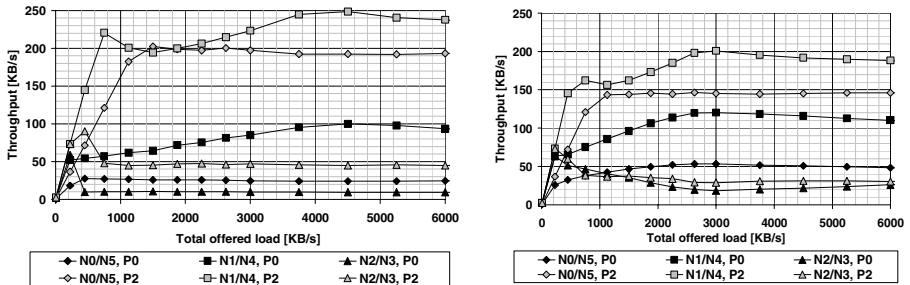 Throughput [KB/s]
250
200
150
100
50
0
0 1000 2000 3000 4000 5000 6000
Total offered load [KB/s]
N0/N5, P0 N1/N4, P0 N2/N3, P0
N0/N5, P2 N1/N4, P2 N2/N3, P2
Throughput [KB/s]
250
200
150
100
50
0
0 1000 2000 3000 4000 5000 6000
Total offered load [KB/s]
N0/N5, P0 N1/N4, P0 N2/N3, P0
N0/N5, P2 N1/N4, P2 N2/N3, P2